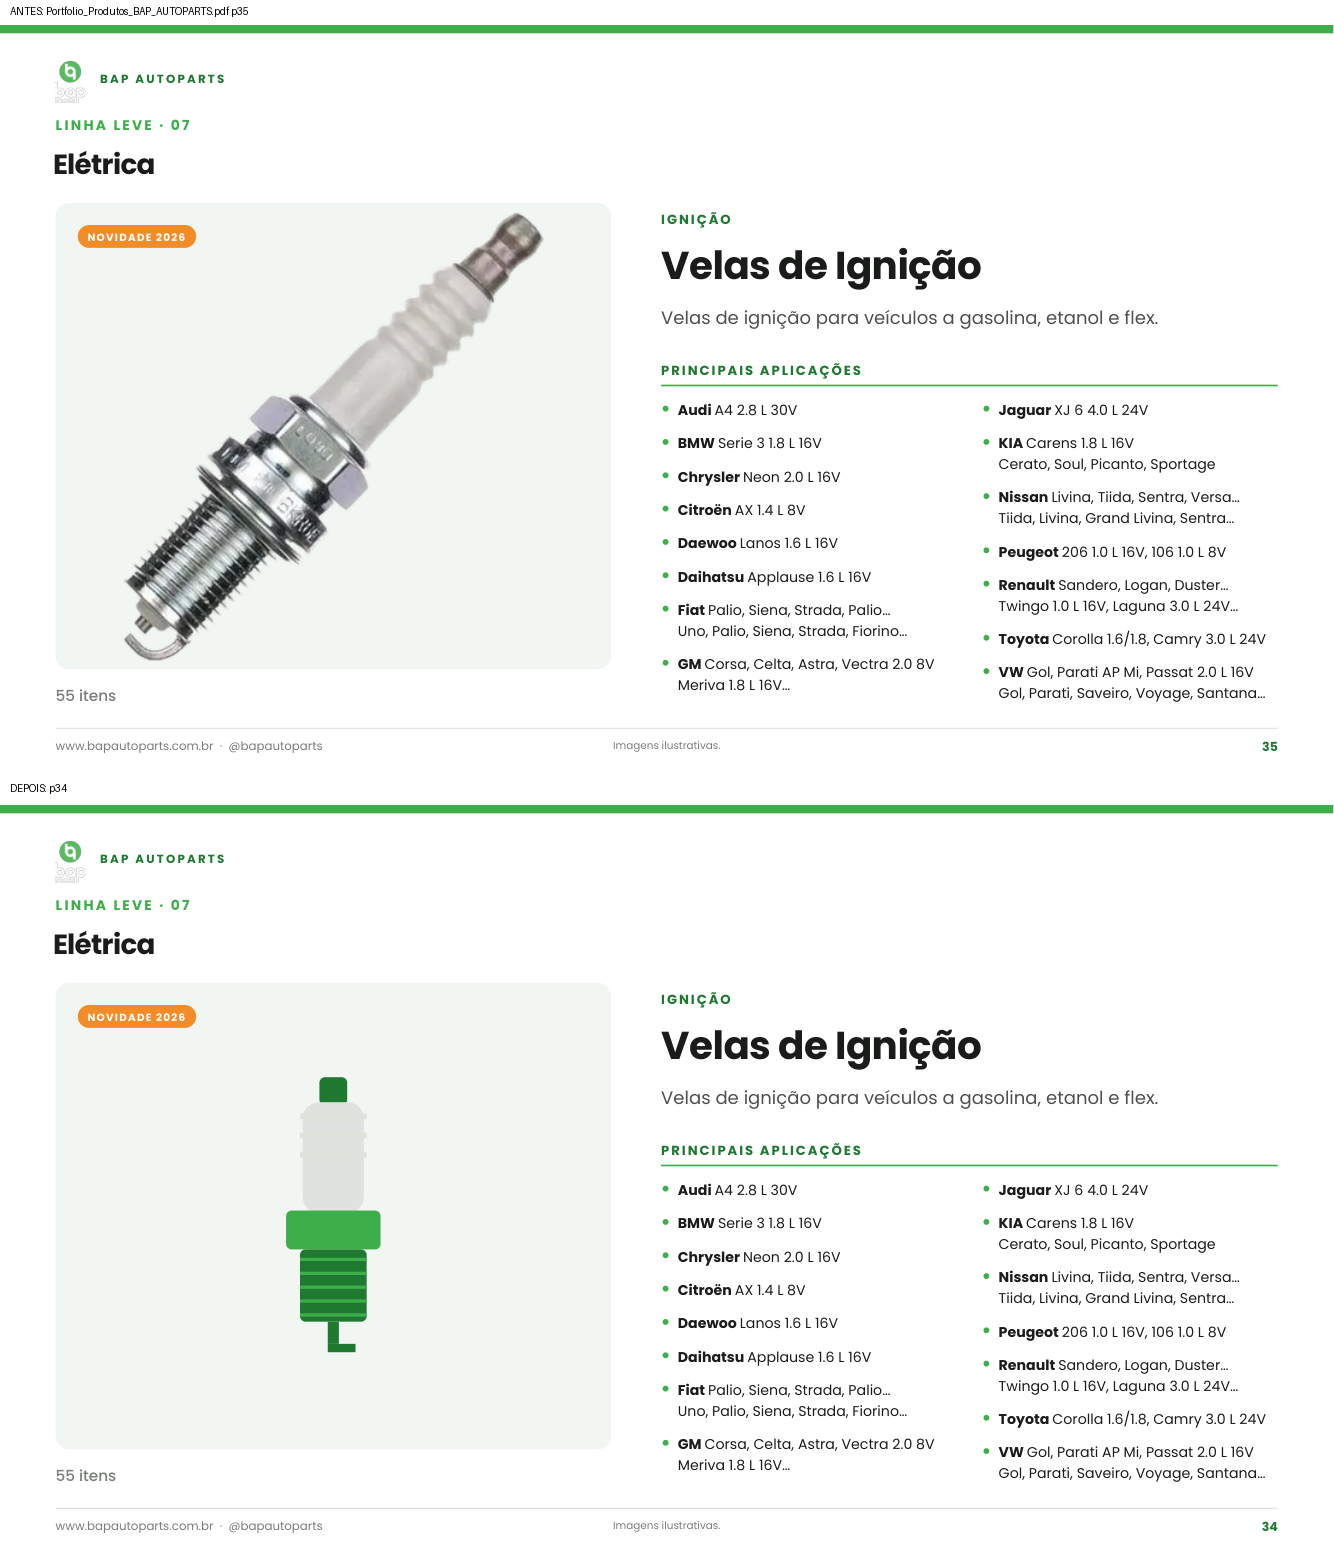 ANTES: Portfolio_Produtos_BAP_AUTOPARTS.pdf p35
bap
BAP AUTOPARTS
LINHA LEVE · 07
Elétrica
NOVIDADE 2026
55 itens
IGNIÇÃO
Velas de Ignição
Velas de ignição para veículos a gasolina, etanol e flex.
PRINCIPAIS APLICAÇÕES
• Audi A4 2.8 L 30V
• BMW Serie 3 1.8 L 16V
• Chrysler Neon 2.0 L 16V
• Citroën AX 1.4 L 8V
• Daewoo Lanos 1.6 L 16V
• Daihatsu Applause 1.6 L 16V
• Fiat Palio, Siena, Strada, Palio…
Uno, Palio, Siena, Strada, Fiorino…
• GM Corsa, Celta, Astra, Vectra 2.0 8V
Meriva 1.8 L 16V…
• Jaguar XJ 6 4.0 L 24V
• KIA Carens 1.8 L 16V
Cerato, Soul, Picanto, Sportage
• Nissan Livina, Tiida, Sentra, Versa…
Tiida, Livina, Grand Livina, Sentra…
• Peugeot 206 1.0 L 16V, 106 1.0 L 8V
• Renault Sandero, Logan, Duster…
Twingo 1.0 L 16V, Laguna 3.0 L 24V…
• Toyota Corolla 1.6/1.8, Camry 3.0 L 24V
• VW Gol, Parati AP Mi, Passat 2.0 L 16V
Gol, Parati, Saveiro, Voyage, Santana…
www.bapautoparts.com.br · @bapautoparts
Imagens ilustrativas.
35
DEPOIS: p34
bap
BAP AUTOPARTS
LINHA LEVE · 07
Elétrica
NOVIDADE 2026
55 itens
IGNIÇÃO
Velas de Ignição
Velas de ignição para veículos a gasolina, etanol e flex.
PRINCIPAIS APLICAÇÕES
• Audi A4 2.8 L 30V
• BMW Serie 3 1.8 L 16V
• Chrysler Neon 2.0 L 16V
• Citroën AX 1.4 L 8V
• Daewoo Lanos 1.6 L 16V
• Daihatsu Applause 1.6 L 16V
• Fiat Palio, Siena, Strada, Palio…
Uno, Palio, Siena, Strada, Fiorino…
• GM Corsa, Celta, Astra, Vectra 2.0 8V
Meriva 1.8 L 16V…
• Jaguar XJ 6 4.0 L 24V
• KIA Carens 1.8 L 16V
Cerato, Soul, Picanto, Sportage
• Nissan Livina, Tiida, Sentra, Versa…
Tiida, Livina, Grand Livina, Sentra…
• Peugeot 206 1.0 L 16V, 106 1.0 L 8V
• Renault Sandero, Logan, Duster…
Twingo 1.0 L 16V, Laguna 3.0 L 24V…
• Toyota Corolla 1.6/1.8, Camry 3.0 L 24V
• VW Gol, Parati AP Mi, Passat 2.0 L 16V
Gol, Parati, Saveiro, Voyage, Santana…
www.bapautoparts.com.br · @bapautoparts
Imagens ilustrativas.
34